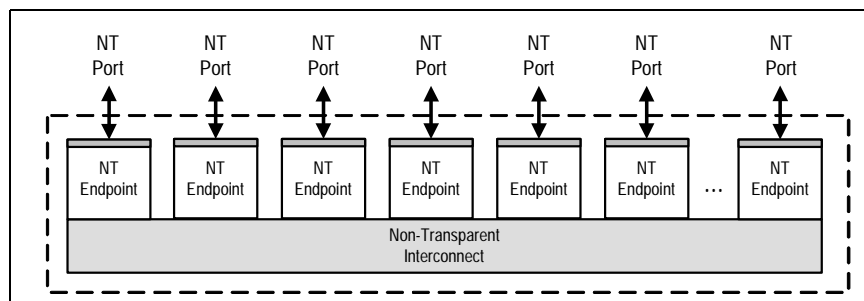 NT NT NT NT NT NT NT
Port Port Port Port Port Port Port
NT NT NT NT NT NT NT
Endpoint Endpoint Endpoint Endpoint Endpoint Endpoint ... Endpoint
Non-Transparent
Interconnect